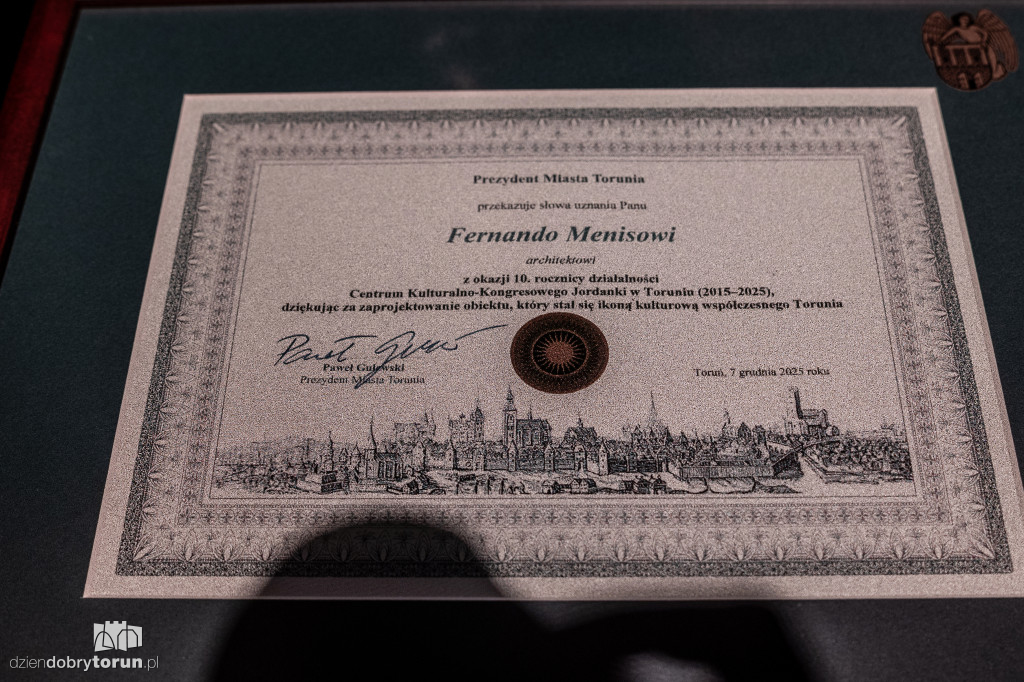 Prezydent Miasta Torunia
przekazuje słowa uznania Panu
Fernando Menisowi
architektowi
z okazji 10. rocznicy działalności
Centrum Kulturalno-Kongresowego Jordanki w Toruniu (2015–2025),
dziękując za zaprojektowanie obiektu, który stał się ikoną kulturową współczesnego Torunia
Paweł Gulewski
Paweł Gulewski
Prezydent Miasta Torunia
Toruń, 7 grudnia 2025 roku
dziendobrytorun.pl